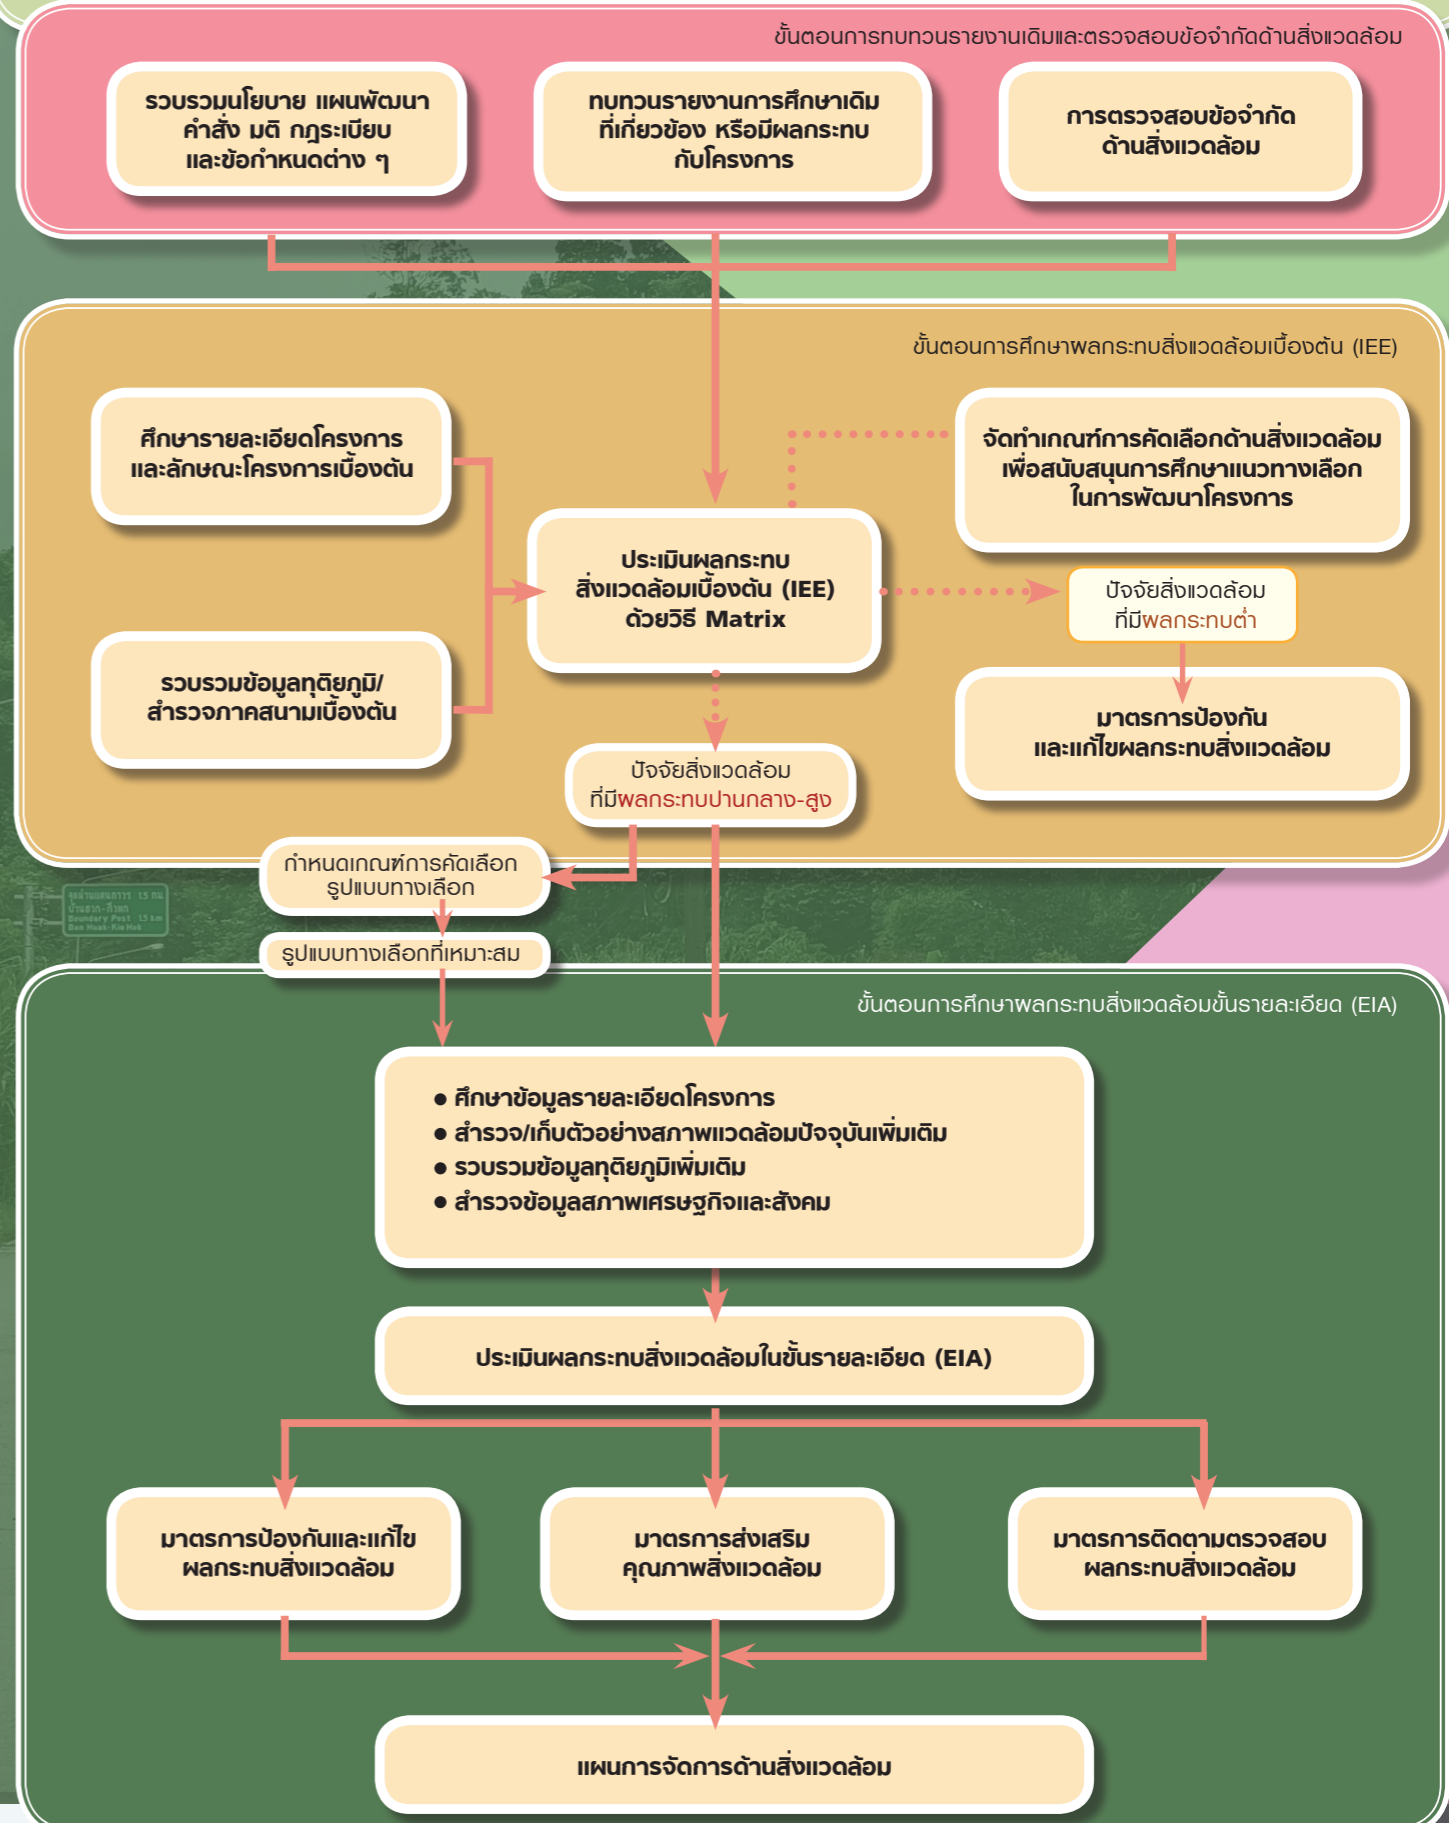 ขั้นตอนการทบทวนรายงานเดิมและตรวจสอบข้อจำกัดด้านสิ่งแวดล้อม
รวบรวมนโยบาย แผนพัฒนา
คำสั่ง มติ กฎระเบียบ
และข้อกำหนดต่าง ๆ
ทบทวนรายงานการศึกษาเดิม
ที่เกี่ยวข้อง หรือมีผลกระทบ
กับโครงการ
การตรวจสอบข้อจำกัด
ด้านสิ่งแวดล้อม
ขั้นตอนการศึกษาผลกระทบสิ่งแวดล้อมเบื้องต้น (IEE)
ศึกษารายละเอียดโครงการ
และลักษณะโครงการเบื้องต้น
จัดทำเกณฑ์การคัดเลือกด้านสิ่งแวดล้อม
เพื่อสนับสนุนการศึกษาแนวทางเลือก
ในการพัฒนาโครงการ
ประเมินผลกระทบ
สิ่งแวดล้อมเบื้องต้น (IEE)
ด้วยวิธี Matrix
ปัจจัยสิ่งแวดล้อม
ที่มีผลกระทบต่ำ
รวบรวมข้อมูลทุติยภูมิ/
สำรวจภาคสนามเบื้องต้น
มาตรการป้องกัน
และแก้ไขผลกระทบสิ่งแวดล้อม
ปัจจัยสิ่งแวดล้อม
ที่มีผลกระทบปานกลาง-สูง
กำหนดเกณฑ์การคัดเลือก
รูปแบบทางเลือก
จุดผ่านแดนถาวร 1.5 กม
บ้านฮวก-กิ่วหก
Boundary Post 1.5 km
Ban Huak-Kio Hok
รูปแบบทางเลือกที่เหมาะสม
ขั้นตอนการศึกษาผลกระทบสิ่งแวดล้อมขั้นรายละเอียด (EIA)
● ศึกษาข้อมูลรายละเอียดโครงการ
● สำรวจ/เก็บตัวอย่างสภาพแวดล้อมปัจจุบันเพิ่มเติม
● รวบรวมข้อมูลทุติยภูมิเพิ่มเติม
● สำรวจข้อมูลสภาพเศรษฐกิจและสังคม
ประเมินผลกระทบสิ่งแวดล้อมในขั้นรายละเอียด (EIA)
มาตรการป้องกันและแก้ไข
ผลกระทบสิ่งแวดล้อม
มาตรการส่งเสริม
คุณภาพสิ่งแวดล้อม
มาตรการติดตามตรวจสอบ
ผลกระทบสิ่งแวดล้อม
แผนการจัดการด้านสิ่งแวดล้อม